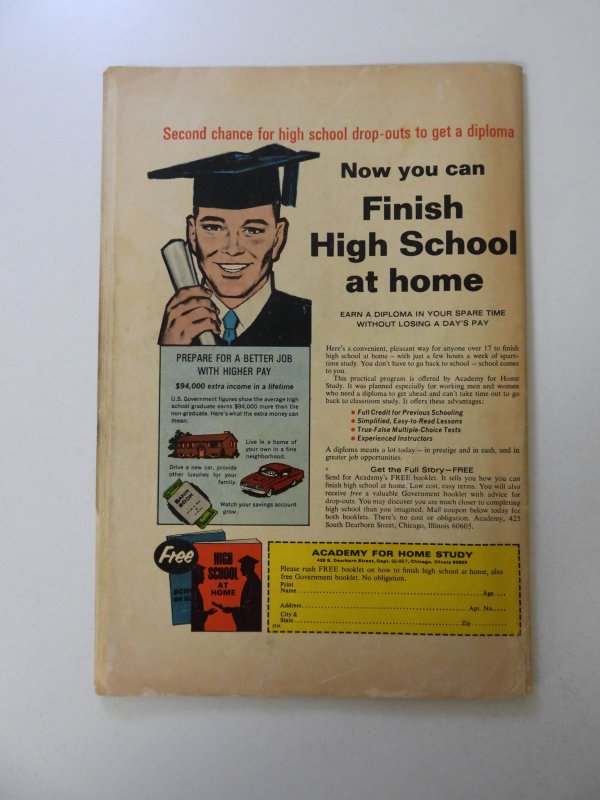 Second chance for high school drop-outs to get a diploma
Now you can
Finish
High School
at home
EARN A DIPLOMA IN YOUR SPARE TIME
WITHOUT LOSING A DAY'S PAY
Here's a convenient, pleasant way for anyone over 17 to finish
high school at home – with just a few hours a week of spare-
time study. You don't have to go back to school – school comes
to you.
This practical program is offered by Academy for Home
Study. It was planned especially for working men and women
who need a diploma to get ahead and can't take time out to go
back to classroom study. It offers these advantages:
• Full Credit for Previous Schooling
• Simplified, Easy-to-Read Lessons
• True-False Multiple-Choice Tests
• Experienced Instructors
A diploma means a lot today – in prestige and in cash, and in
greater job opportunities.
Get the Full Story–FREE
Send for Academy's FREE booklet. It tells how you can
finish high school at home. Low cost, easy terms. You will also
receive free a valuable Government booklet with advice for
drop-outs. You may discover you are much closer to completing
high school than you imagined. Mail coupon below today for
both booklets. There's no cost or obligation. Academy, 425
South Dearborn Street, Chicago, Illinois 60605.
PREPARE FOR A BETTER JOB
WITH HIGHER PAY
$94,000 extra income in a lifetime
U.S. Government figures show the average high
school graduate earns $94,000 more than the
non-graduate. Here's what the extra money can
mean:
Live in a home of
your own in a fine
neighborhood.
Drive a new car, provide
other luxuries for your
family.
BANK
BOOK
Watch your savings account
grow.
Free
HIGH
SCHOOL
AT
HOME
ACADEMY FOR HOME STUDY
Chicago, Illinois 60605
Please rush FREE booklet on how to finish high school at home, also
free Government booklet. No obligation.
Print
Name Age
Address Apt. No.
City &
State Zip